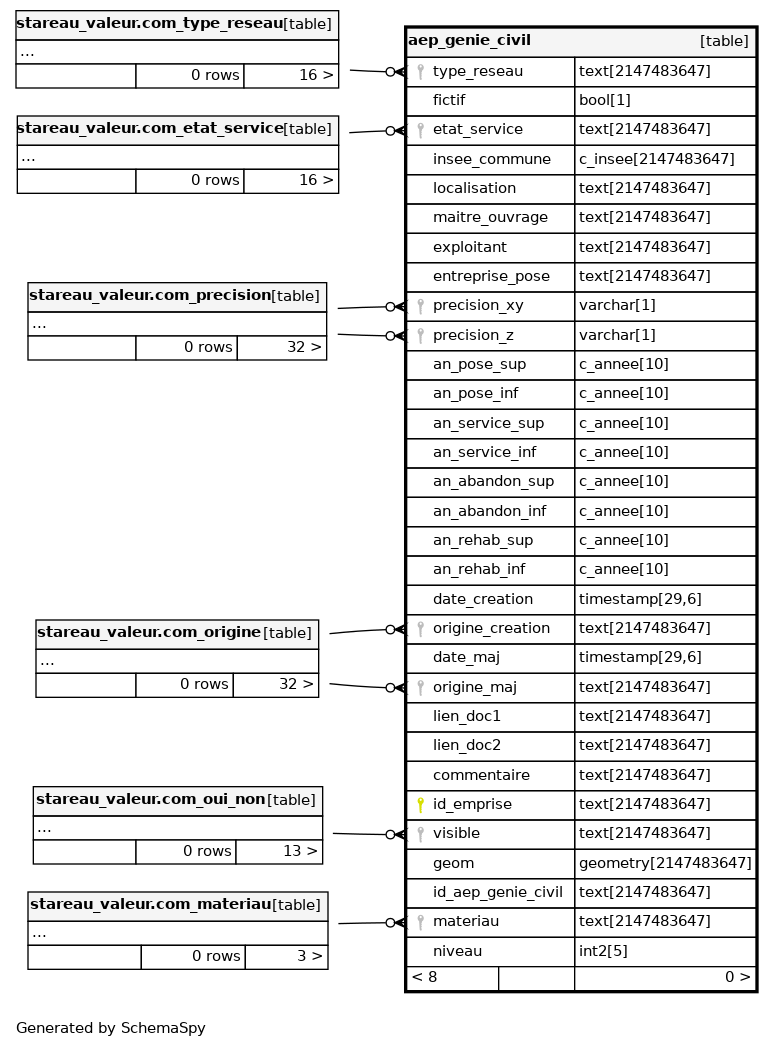 stareau_valeur.com_type_reseau [table]
...
0 rows 16 >
stareau_valeur.com_etat_service [table]
...
0 rows 16 >
stareau_valeur.com_precision [table]
...
0 rows 32 >
stareau_valeur.com_origine [table]
...
0 rows 32 >
stareau_valeur.com_oui_non [table]
...
0 rows 13 >
stareau_valeur.com_materiau [table]
...
0 rows 3 >
aep_genie_civil [table]
type_reseau text[2147483647]
fictif bool[1]
etat_service text[2147483647]
insee_commune c_insee[2147483647]
localisation text[2147483647]
maitre_ouvrage text[2147483647]
exploitant text[2147483647]
entreprise_pose text[2147483647]
precision_xy varchar[1]
precision_z varchar[1]
an_pose_sup c_annee[10]
an_pose_inf c_annee[10]
an_service_sup c_annee[10]
an_service_inf c_annee[10]
an_abandon_sup c_annee[10]
an_abandon_inf c_annee[10]
an_rehab_sup c_annee[10]
an_rehab_inf c_annee[10]
date_creation timestamp[29,6]
origine_creation text[2147483647]
date_maj timestamp[29,6]
origine_maj text[2147483647]
lien_doc1 text[2147483647]
lien_doc2 text[2147483647]
commentaire text[2147483647]
id_emprise text[2147483647]
visible text[2147483647]
geom geometry[2147483647]
id_aep_genie_civil text[2147483647]
materiau text[2147483647]
niveau int2[5]
< 8 0 >
Generated by SchemaSpy